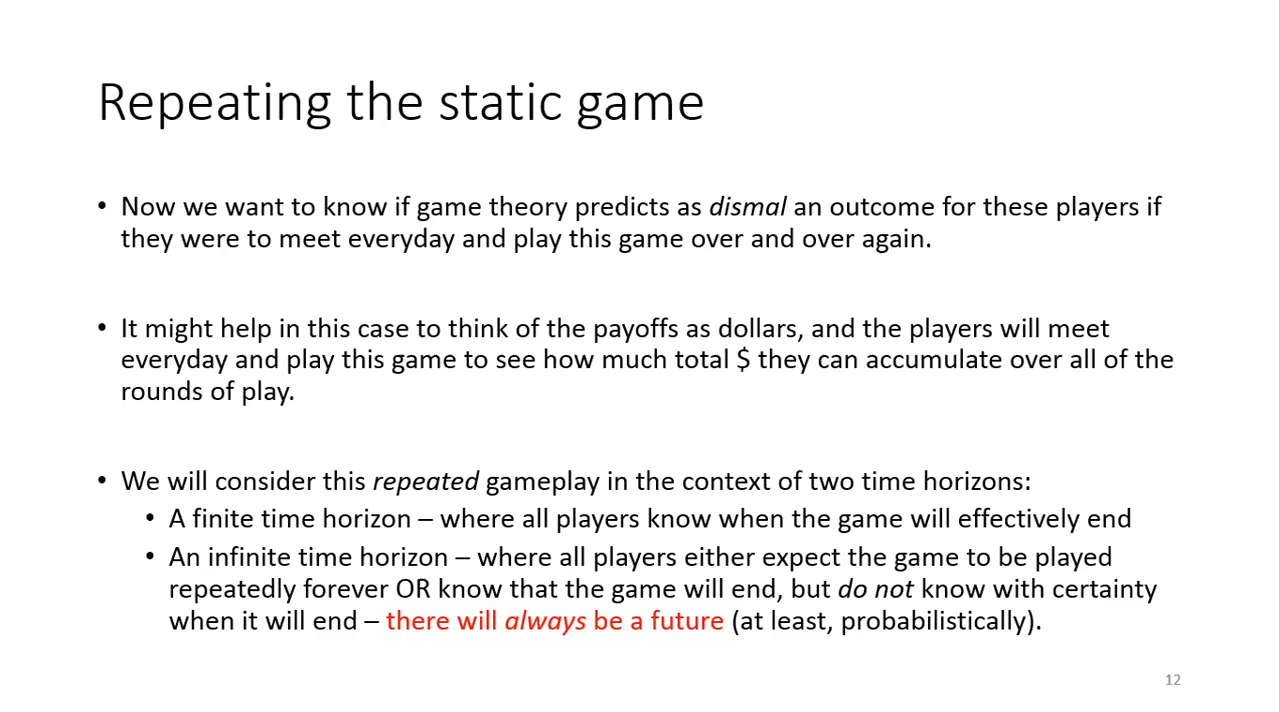 Repeating the static game
• Now we want to know if game theory predicts as dismal an outcome for these players if
they were to meet everyday and play this game over and over again.
• It might help in this case to think of the payoffs as dollars, and the players will meet
everyday and play this game to see how much total $ they can accumulate over all of the
rounds of play.
• We will consider this repeated gameplay in the context of two time horizons:
• A finite time horizon – where all players know when the game will effectively end
• An infinite time horizon – where all players either expect the game to be played
repeatedly forever OR know that the game will end, but do not know with certainty
when it will end – there will always be a future (at least, probabilistically).
12